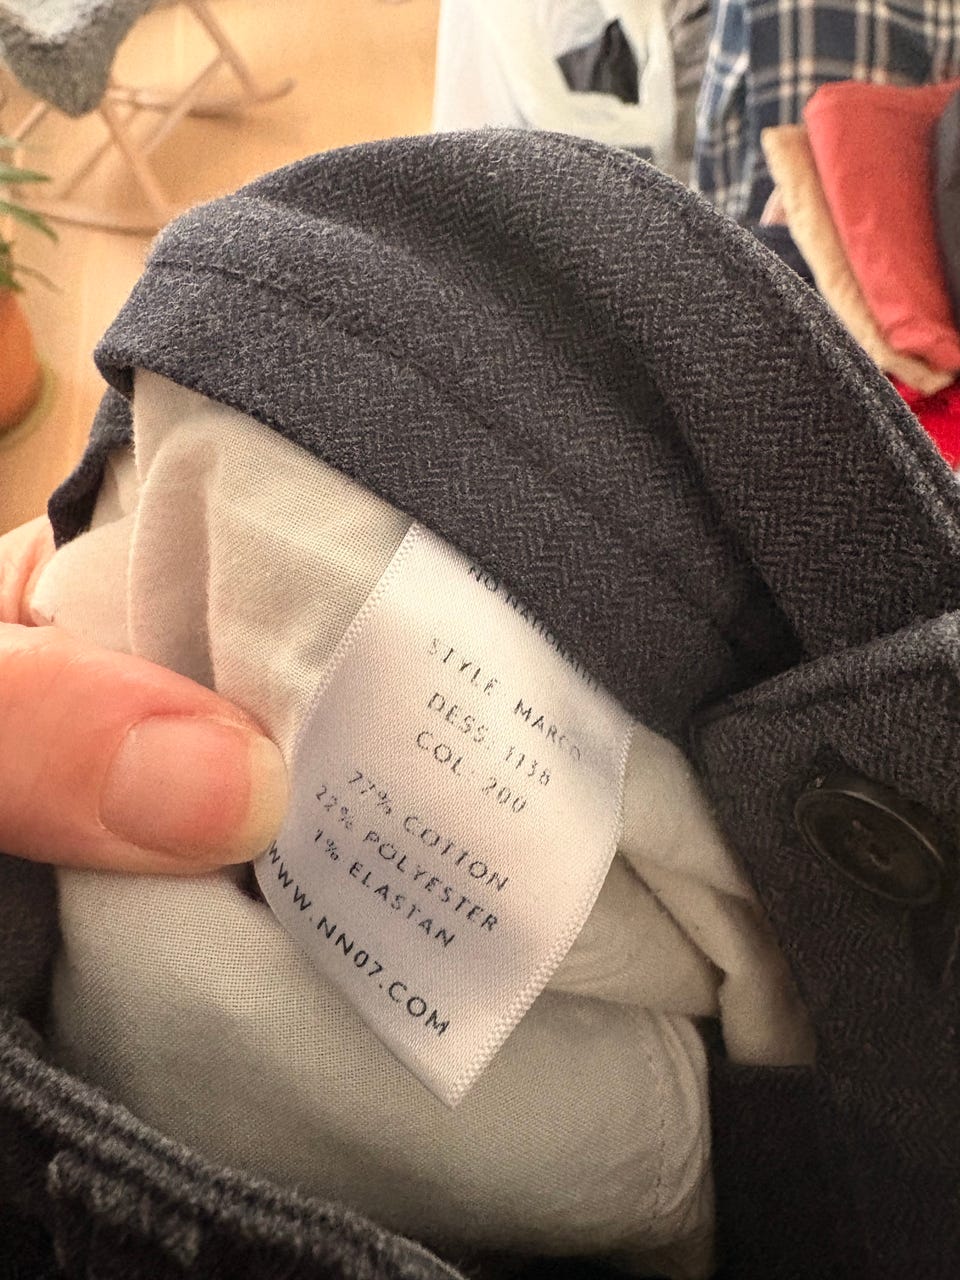 STYLE: MARCO
DESS: 1138
COL: 200
77% COTTON
22% POLYESTER
1% ELASTAN
WWW.NN07.COM